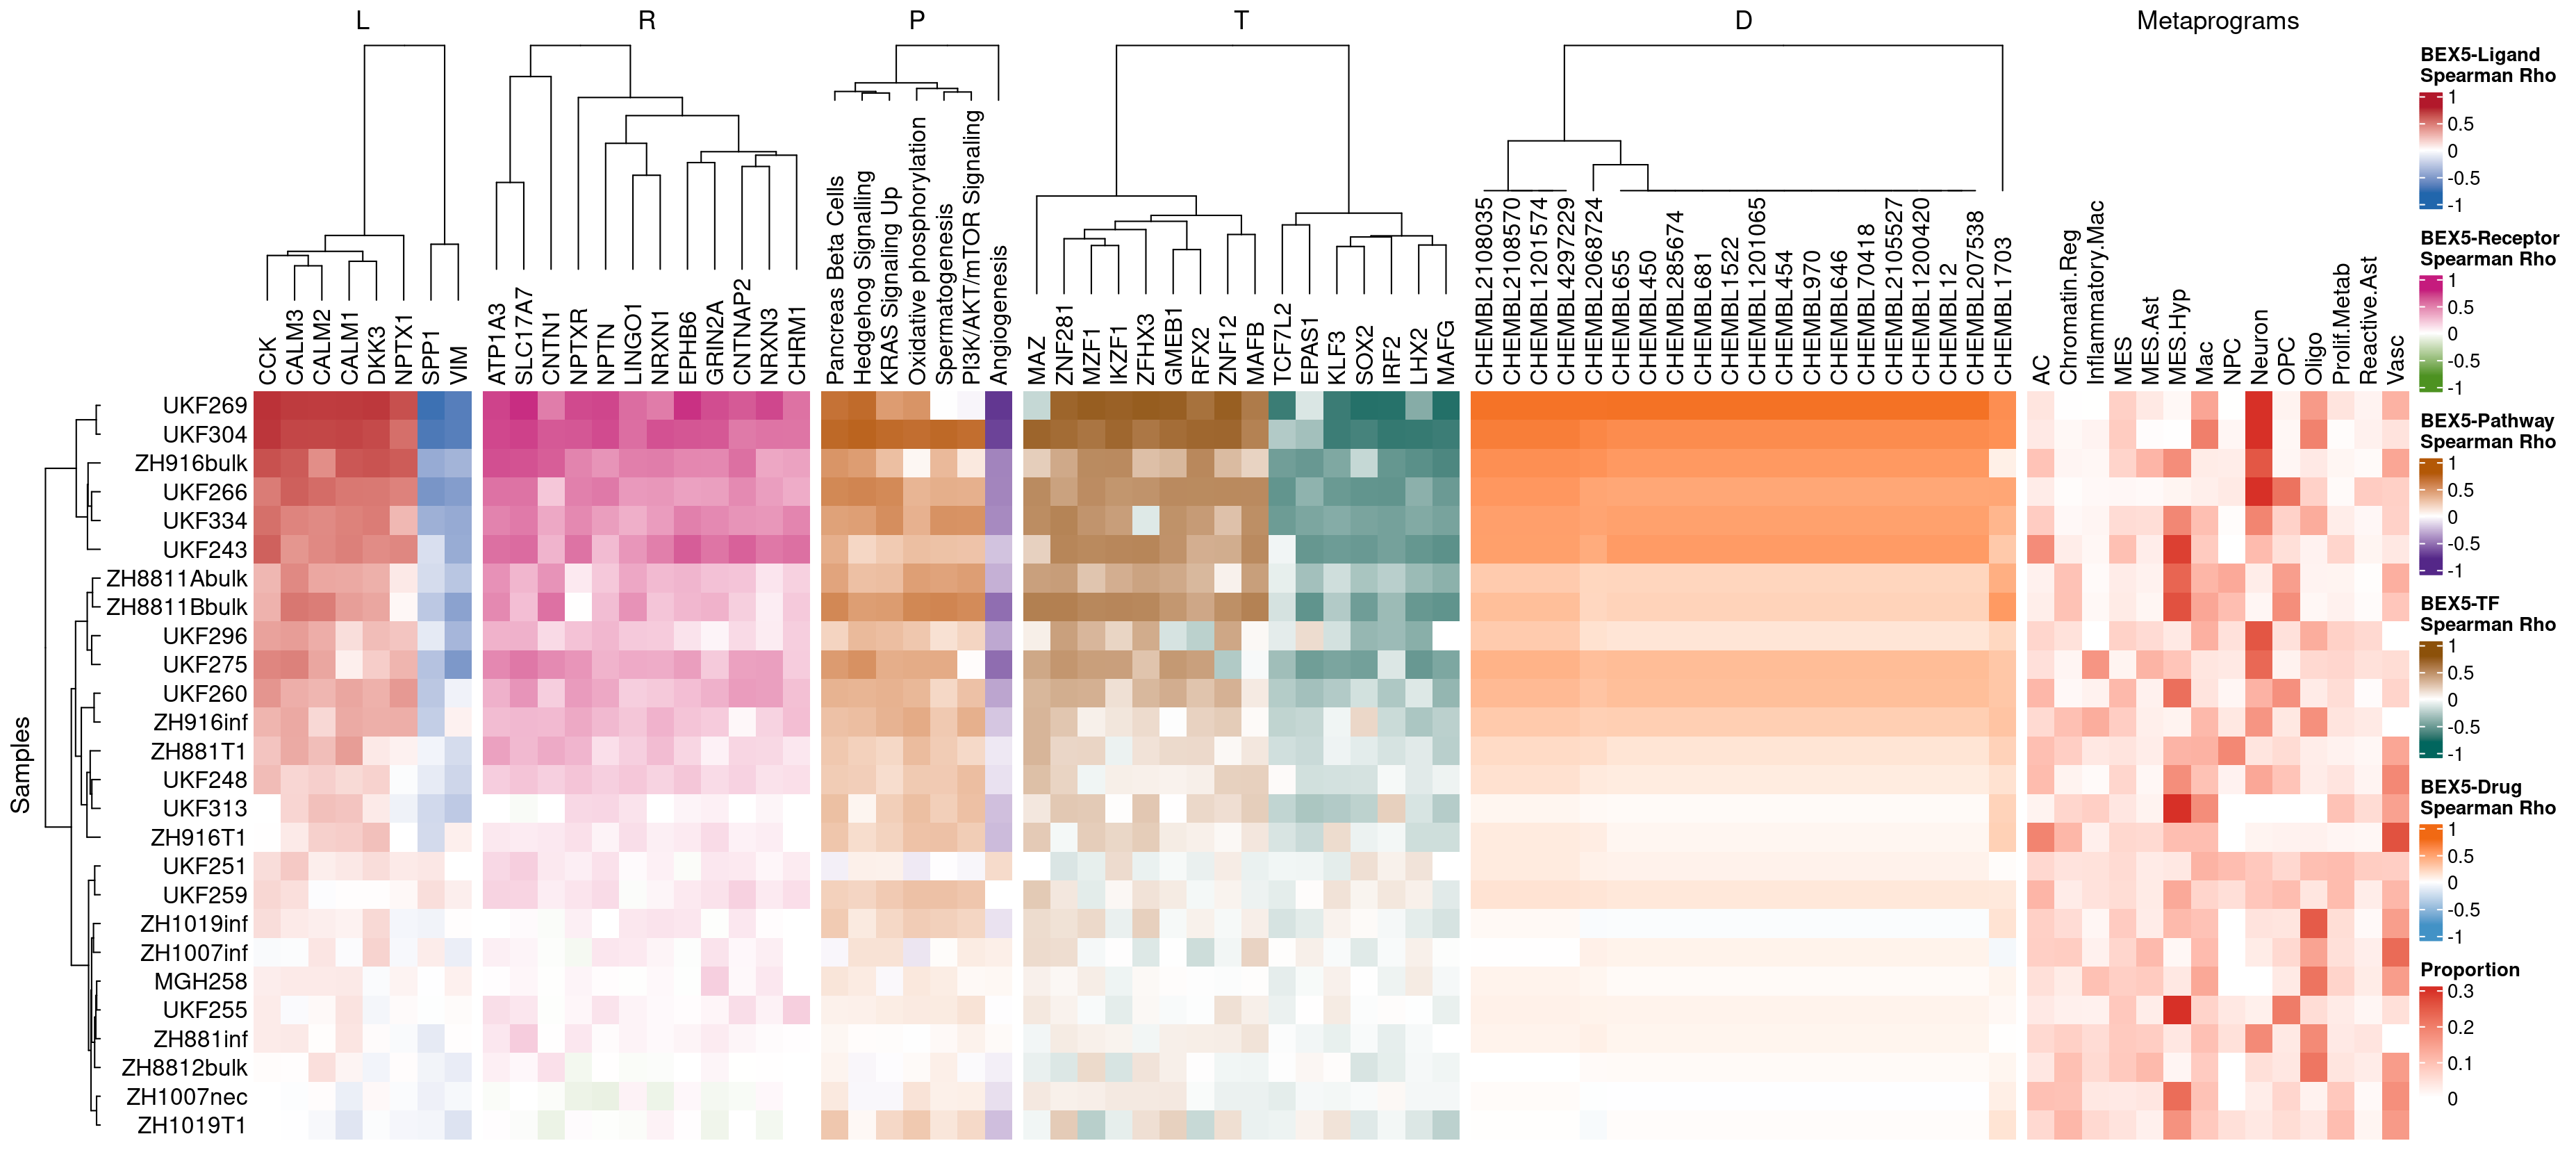 L
R
P
T
D
Metaprograms
CCK
CALM3
CALM2
CALM1
DKK3
NPTX1
SPP1
VIM
ATP1A3
SLC17A7
CNTN1
NPTXR
NPTN
LINGO1
NRXN1
EPHB6
GRIN2A
CNTNAP2
NRXN3
CHRM1
Pancreas Beta Cells
Hedgehog Signalling
KRAS Signaling Up
Oxidative phosphorylation
Spermatogenesis
PI3K/AKT/mTOR Signaling
Angiogenesis
MAZ
ZNF281
MZF1
IKZF1
ZFHX3
GMEB1
RFX2
ZNF12
MAFB
TCF7L2
EPAS1
KLF3
SOX2
IRF2
LHX2
MAFG
CHEMBL2108035
CHEMBL2108570
CHEMBL1201574
CHEMBL4297229
CHEMBL2068724
CHEMBL655
CHEMBL450
CHEMBL285674
CHEMBL681
CHEMBL1522
CHEMBL1201065
CHEMBL454
CHEMBL970
CHEMBL646
CHEMBL70418
CHEMBL2105527
CHEMBL1200420
CHEMBL12
CHEMBL207538
CHEMBL1703
AC
Chromatin.Reg
Inflammatory.Mac
MES
MES.Ast
MES.Hyp
Mac
NPC
Neuron
OPC
Oligo
Prolif.Metab
Reactive.Ast
Vasc
Samples
UKF269
UKF304
ZH916bulk
UKF266
UKF334
UKF243
ZH8811Abulk
ZH8811Bbulk
UKF296
UKF275
UKF260
ZH916inf
ZH881T1
UKF248
UKF313
ZH916T1
UKF251
UKF259
ZH1019inf
ZH1007inf
MGH258
UKF255
ZH881inf
ZH8812bulk
ZH1007nec
ZH1019T1
BEX5-Ligand
Spearman Rho
1
0.5
0
-0.5
-1
BEX5-Receptor
Spearman Rho
1
0.5
0
-0.5
-1
BEX5-Pathway
Spearman Rho
1
0.5
0
-0.5
-1
BEX5-TF
Spearman Rho
1
0.5
0
-0.5
-1
BEX5-Drug
Spearman Rho
1
0.5
0
-0.5
-1
Proportion
0.3
0.2
0.1
0